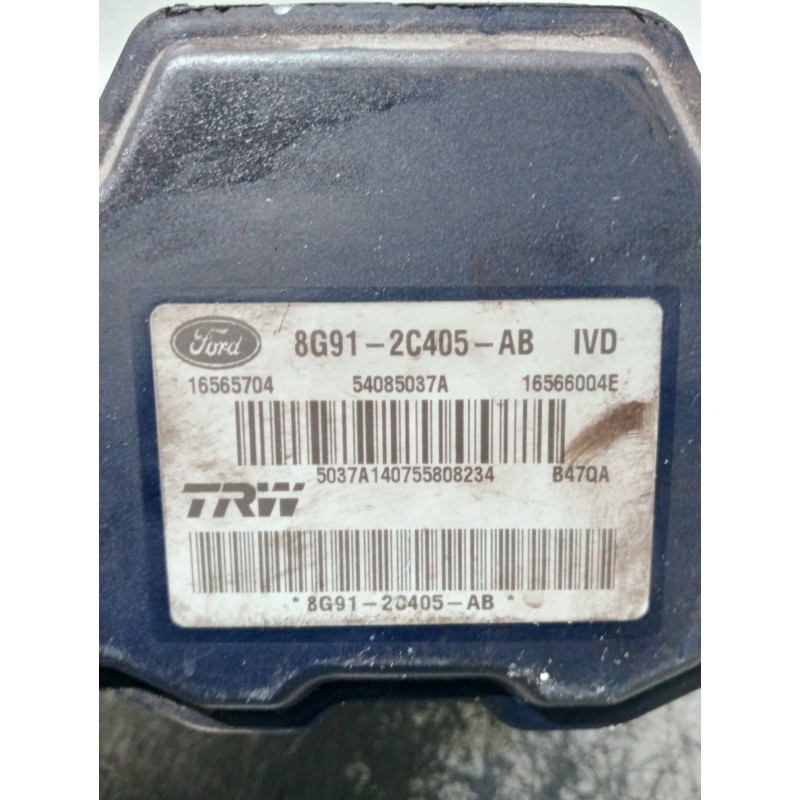 Ford 8G91-2C405-AB IVD
16565704 54085037A 16566004E
5037A140755808234 B47QA
TRW
* 8G91-2C405-AB *